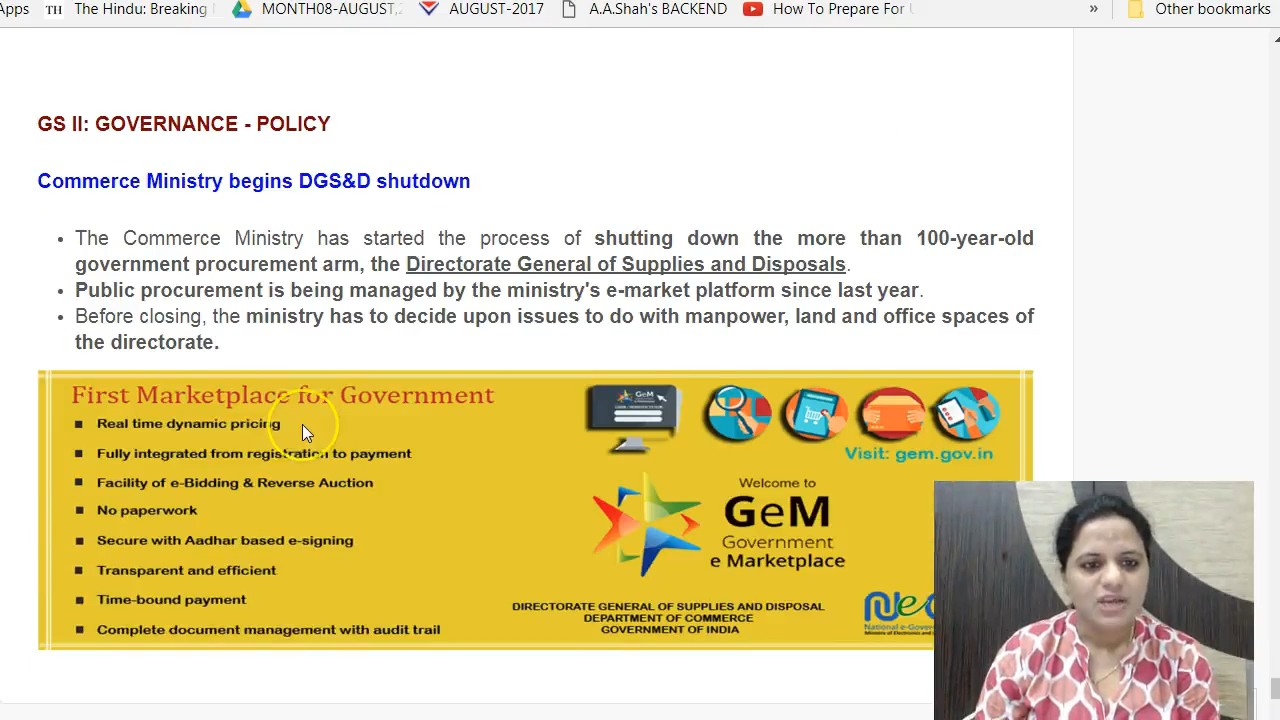 Apps TH The Hindu: Breaking MONTH08-AUGUST, AUGUST-2017 A.A.Shah's BACKEND How To Prepare For » Other bookmarks
GS II: GOVERNANCE - POLICY
Commerce Ministry begins DGS&D shutdown
• The Commerce Ministry has started the process of shutting down the more than 100-year-old
government procurement arm, the Directorate General of Supplies and Disposals.
• Public procurement is being managed by the ministry's e-market platform since last year.
• Before closing, the ministry has to decide upon issues to do with manpower, land and office spaces of
the directorate.
First Marketplace for Government
Real time dynamic pricing
Fully integrated from registration to payment
Facility of e-Bidding & Reverse Auction
No paperwork
Secure with Aadhar based e-signing
Transparent and efficient
Time-bound payment
Complete document management with audit trail
GeM
Visit: gem.gov.in
Welcome to
GeM
Government
e Marketplace
DIRECTORATE GENERAL OF SUPPLIES AND DISPOSAL
DEPARTMENT OF COMMERCE
GOVERNMENT OF INDIA
National e-Gover